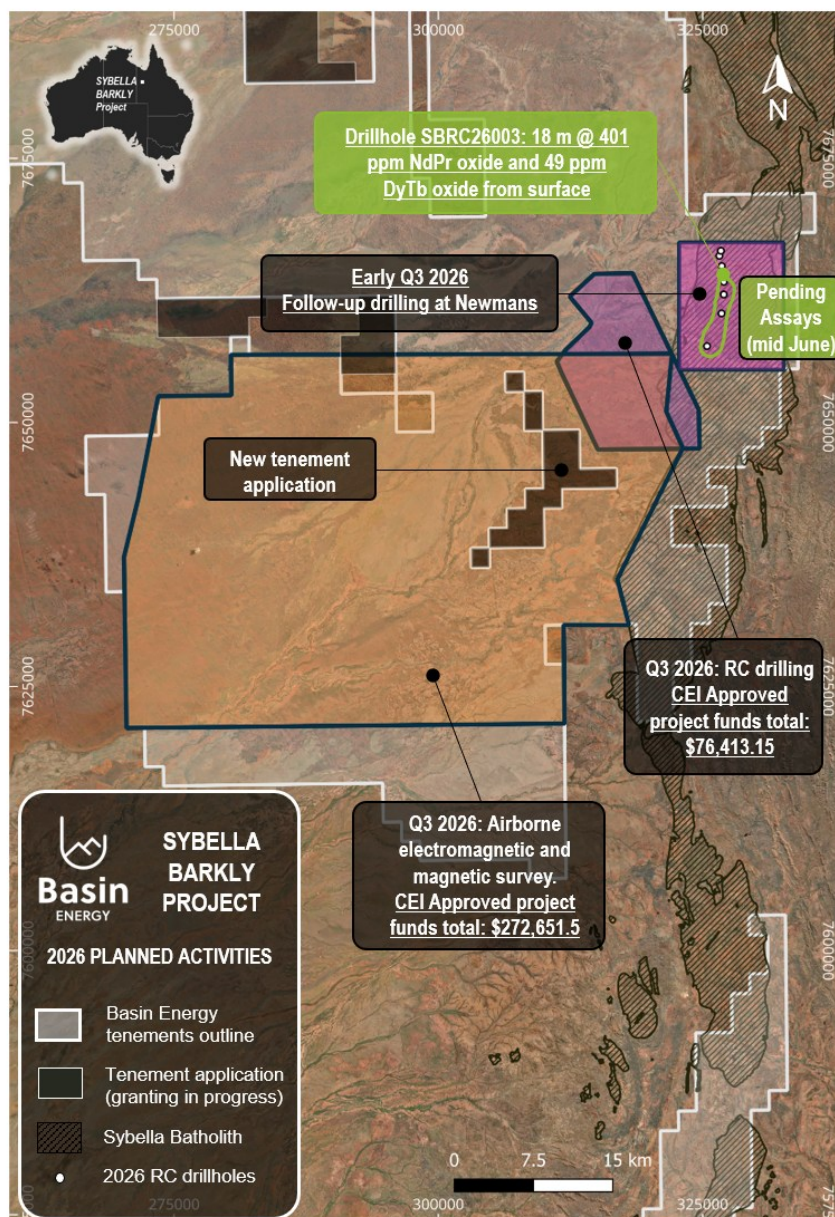 275000
300000
325000
SYBELLA
BARKLY
Project
N
Drillhole SBRC26003: 18 m @ 401
ppm NdPr oxide and 49 ppm
DyTb oxide from surface
7675000
7675000
Early Q3 2026
Follow-up drilling at Newmans
Pending
Assays
(mid June)
7650000
7650000
New tenement
application
7625000
7625000
Q3 2026: RC drilling
CEI Approved
project funds total:
$76,413.15
Q3 2026: Airborne
electromagnetic and
magnetic survey.
CEI Approved project
funds total: $272,651.5
Basin
ENERGY
SYBELLA
BARKLY
PROJECT
2026 PLANNED ACTIVITIES
7600000
7600000
Basin Energy
tenements outline
Tenement application
(granting in progress)
Sybella Batholith
2026 RC drillholes
0
7.5
15 km
275000
300000
325000